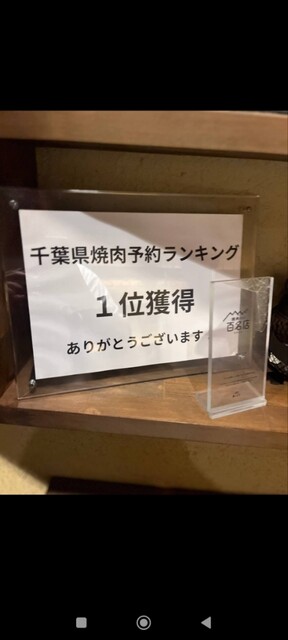 千葉県焼肉予約ランキング
1位獲得
ありがとうございます
百名店